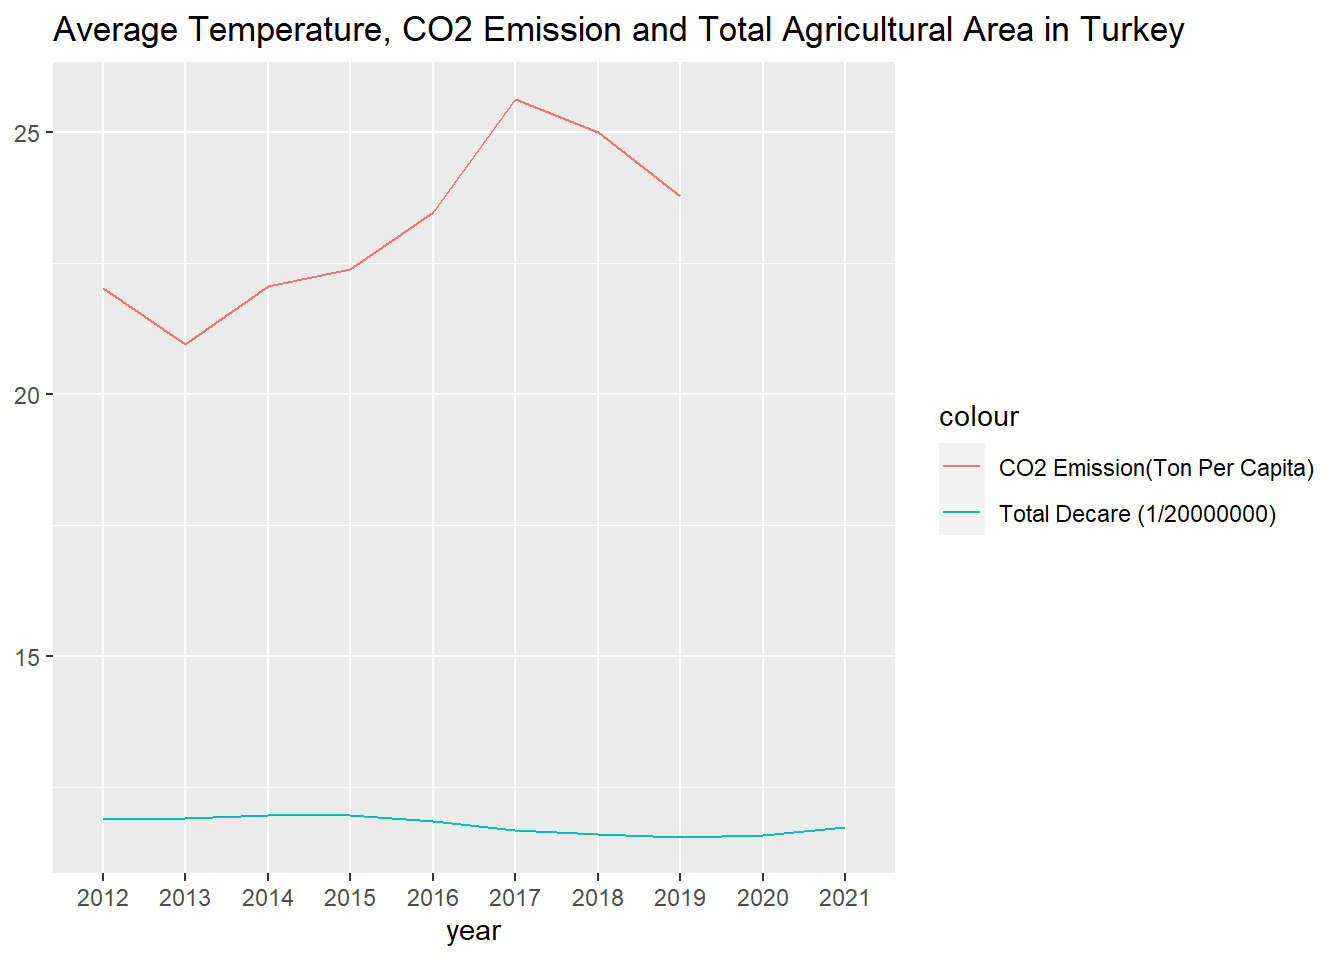 Average Temperature, CO2 Emission and Total Agricultural Area in Turkey
25
20
15
2012 2013 2014 2015 2016 2017 2018 2019 2020 2021
year
colour
CO2 Emission(Ton Per Capita)
Total Decare (1/20000000)